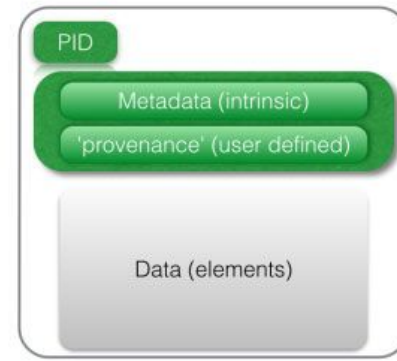 PID
Metadata (intrinsic)
'provenance' (user defined)
Data (elements)